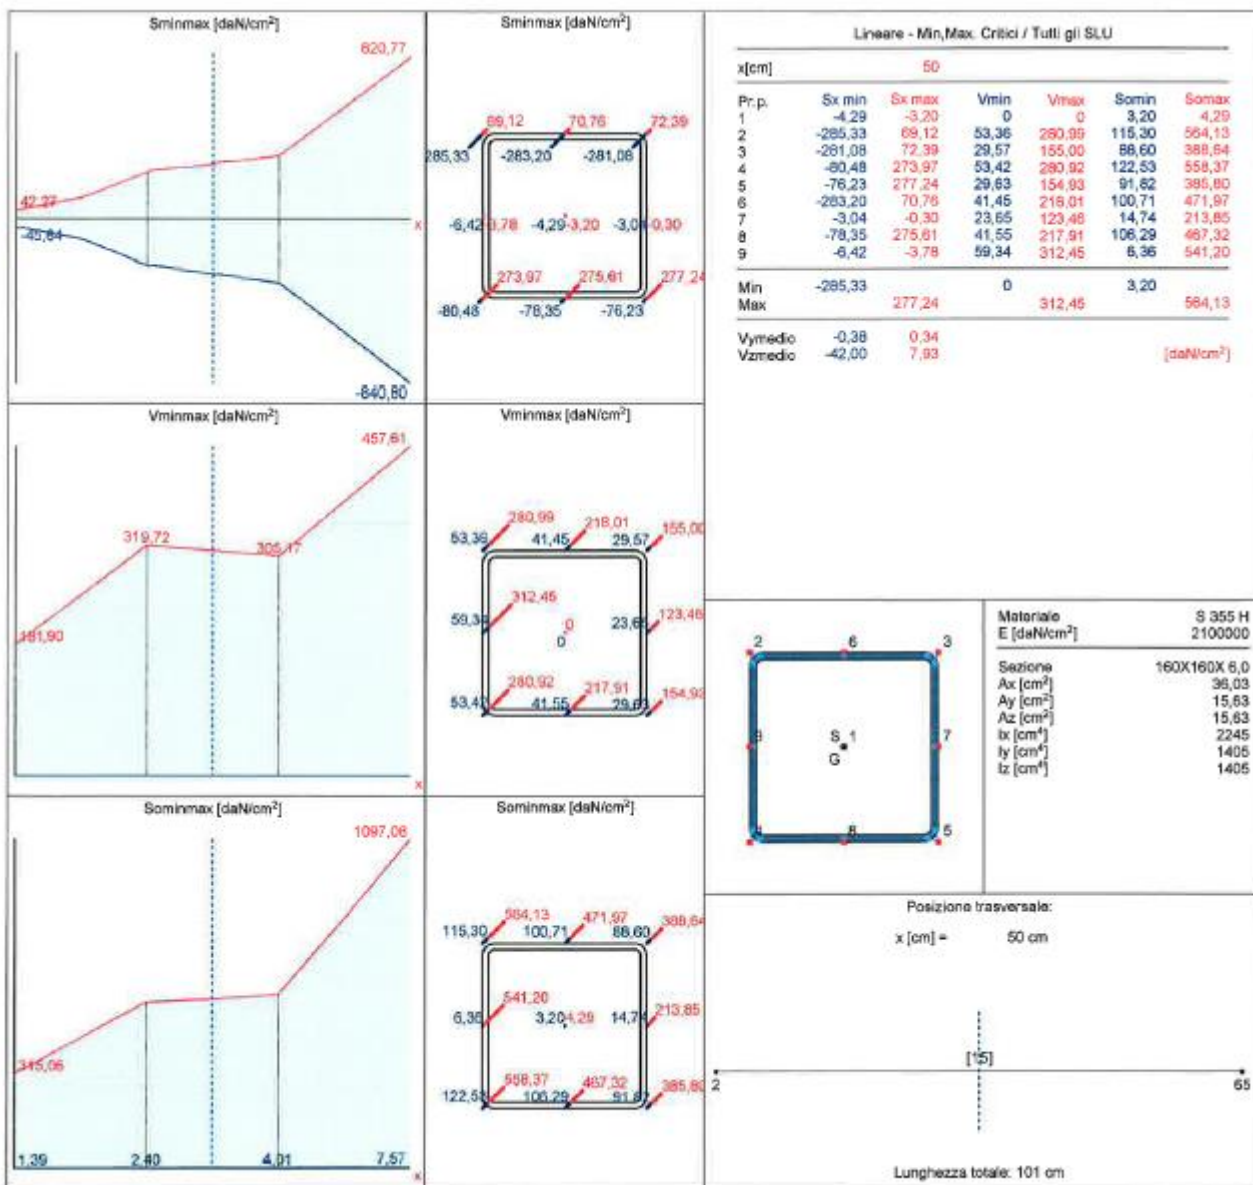 Sminmax [daN/cm²]
620,77
42,27
-45,64
x
-640,80
Vminmax [daN/cm²]
457,61
319,72
305,17
181,90
x
Sominmax [daN/cm²]
1097,06
315,06
1,39 2,40 4,01 7,57
x
Sminmax [daN/cm²]
69,12 70,76 72,39
285,33 -283,20 -281,08
-6,42 -3,78 -4,29 -3,20 -3,04 -0,30
273,97 275,61 277,24
-80,48 -78,35 -76,23
Vminmax [daN/cm²]
280,99 218,01 155,00
53,36 41,45 29,57
312,45 123,46
59,34 0 23,65
0
280,92 217,91 154,93
53,42 41,55 29,63
Sominmax [daN/cm²]
564,13 471,97 388,64
115,30 100,71 88,60
541,20 213,85
6,36 3,20 4,29 14,74
558,37 467,32 385,80
122,53 106,29 91,82
Lineare - Min,Max. Critici / Tutti gli SLU
x[cm] 50
Pr.p. Sx min Sx max Vmin Vmax Somin Somax
1 -4,29 -3,20 0 0 3,20 4,29
2 -285,33 69,12 53,36 280,99 115,30 564,13
3 -281,08 72,39 29,57 155,00 88,60 388,64
4 -80,48 273,97 53,42 280,92 122,53 558,37
5 -76,23 277,24 29,63 154,93 91,82 385,80
6 -283,20 70,76 41,45 218,01 100,71 471,97
7 -3,04 -0,30 23,65 123,46 14,74 213,85
8 -78,35 275,61 41,55 217,91 106,29 467,32
9 -6,42 -3,78 59,34 312,45 6,36 541,20
Min -285,33 0 3,20
Max 277,24 312,45 564,13
Vymedio -0,38 0,34
Vzmedio -42,00 7,93 [daN/cm²]
2 6 3
9 S 1 7
G
4 8 5
Materiale S 355 H
E [daN/cm²] 2100000
Sezione 160X160X 6,0
Ax [cm²] 36,03
Ay [cm²] 15,63
Az [cm²] 15,63
Ix [cm⁴] 2245
Iy [cm⁴] 1405
Iz [cm⁴] 1405
Posizione trasversale:
x [cm] = 50 cm
[15]
2 65
Lunghezza totale: 101 cm